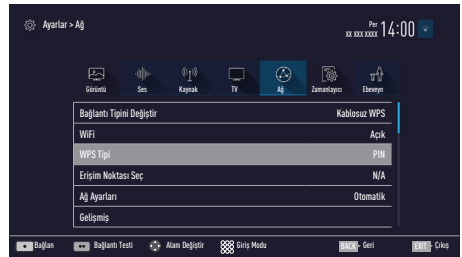 Ayarlar > Ağ
Per
xx xxx xxxx 14:00
Görüntü Ses Kaynak TV Ağ Zamanlayıcı Ebeveyn
Bağlantı Tipini Değiştir Kablosuz WPS
WiFi Açık
WPS Tipi PIN
Erişim Noktası Seç N/A
Ağ Ayarları Otomatik
Gelişmiş
Bağlan Bağlantı Testi Alanı Değiştir Giriş Modu BACK - Geri EXIT - Çıkış